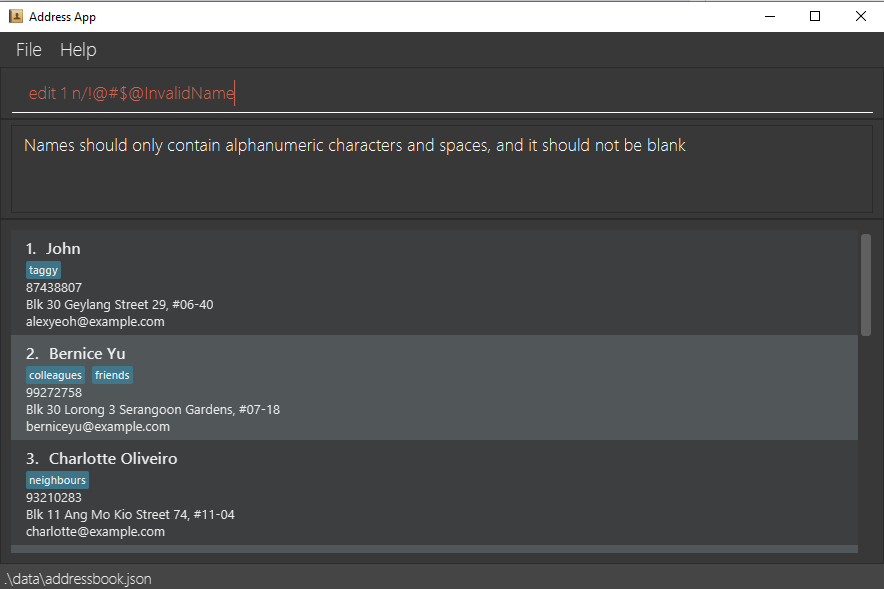 Address App
File Help
edit 1 n/!@#$@InvalidName
Names should only contain alphanumeric characters and spaces, and it should not be blank
1. John
taggy
87438807
Blk 30 Geylang Street 29, #06-40
alexyeoh@example.com
2. Bernice Yu
colleagues friends
99272758
Blk 30 Lorong 3 Serangoon Gardens, #07-18
berniceyu@example.com
3. Charlotte Oliveiro
neighbours
93210283
Blk 11 Ang Mo Kio Street 74, #11-04
charlotte@example.com
.\data\addressbook.json